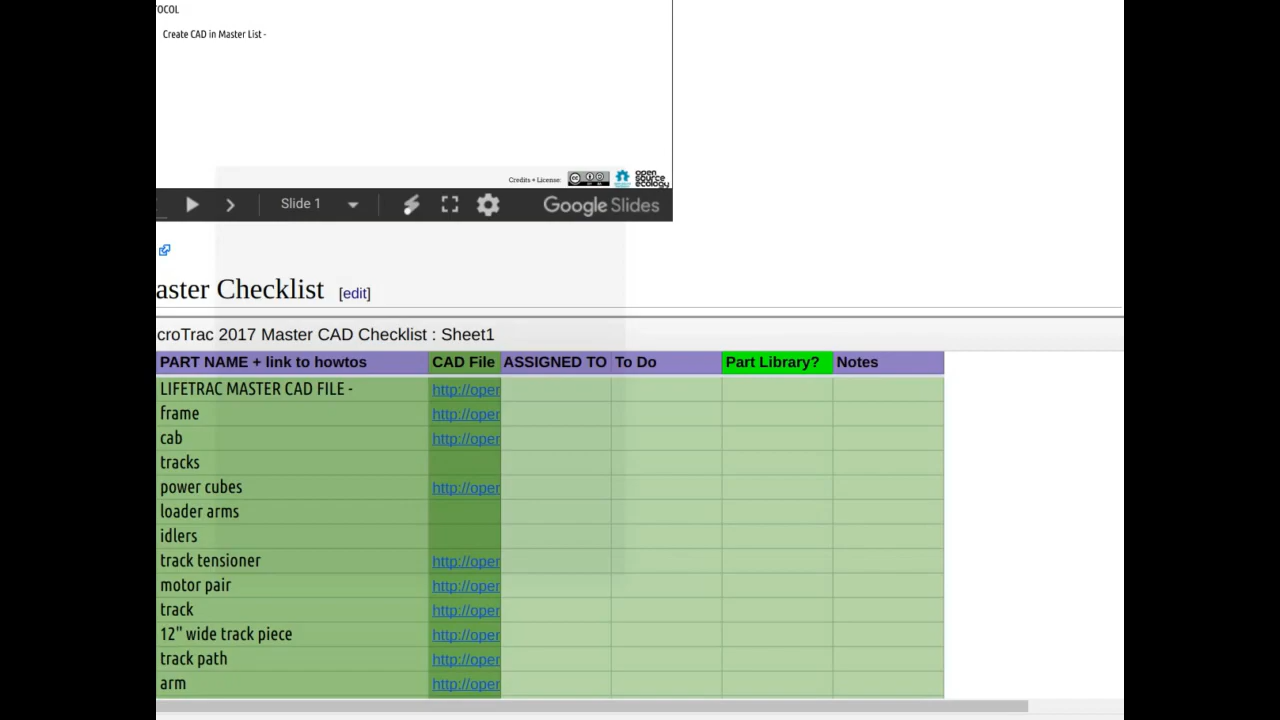 TOCOL
Create CAD in Master List -
Credits + License:
open
source
ecology
Slide 1
Google Slides
aster Checklist [edit]
croTrac 2017 Master CAD Checklist : Sheet1
PART NAME + link to howtos CAD File ASSIGNED TO To Do Part Library? Notes
LIFETRAC MASTER CAD FILE - http://oper
frame http://oper
cab http://oper
tracks
power cubes http://oper
loader arms
idlers
track tensioner http://oper
motor pair http://oper
track http://oper
12" wide track piece http://oper
track path http://oper
arm http://oper